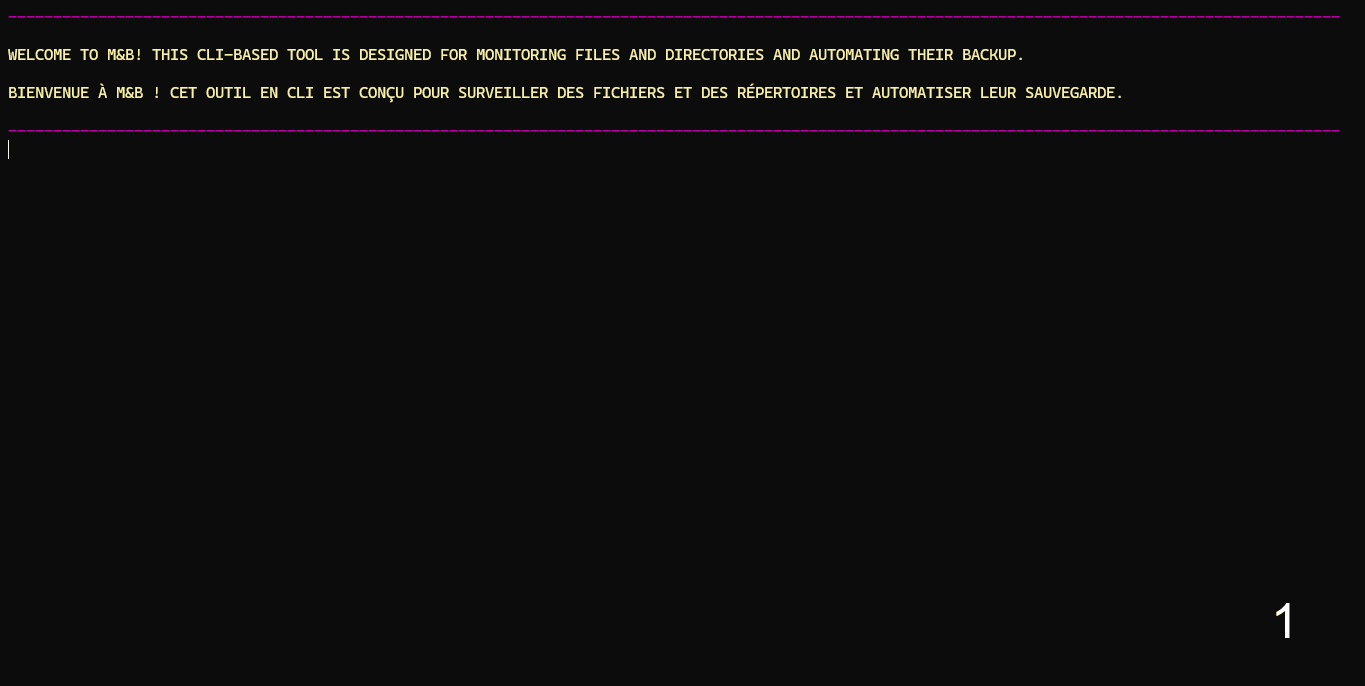 WELCOME TO M&B! THIS CLI-BASED TOOL IS DESIGNED FOR MONITORING FILES AND DIRECTORIES AND AUTOMATING THEIR BACKUP.
BIENVENUE À M&B ! CET OUTIL EN CLI EST CONÇU POUR SURVEILLER DES FICHIERS ET DES RÉPERTOIRES ET AUTOMATISER LEUR SAUVEGARDE.
1